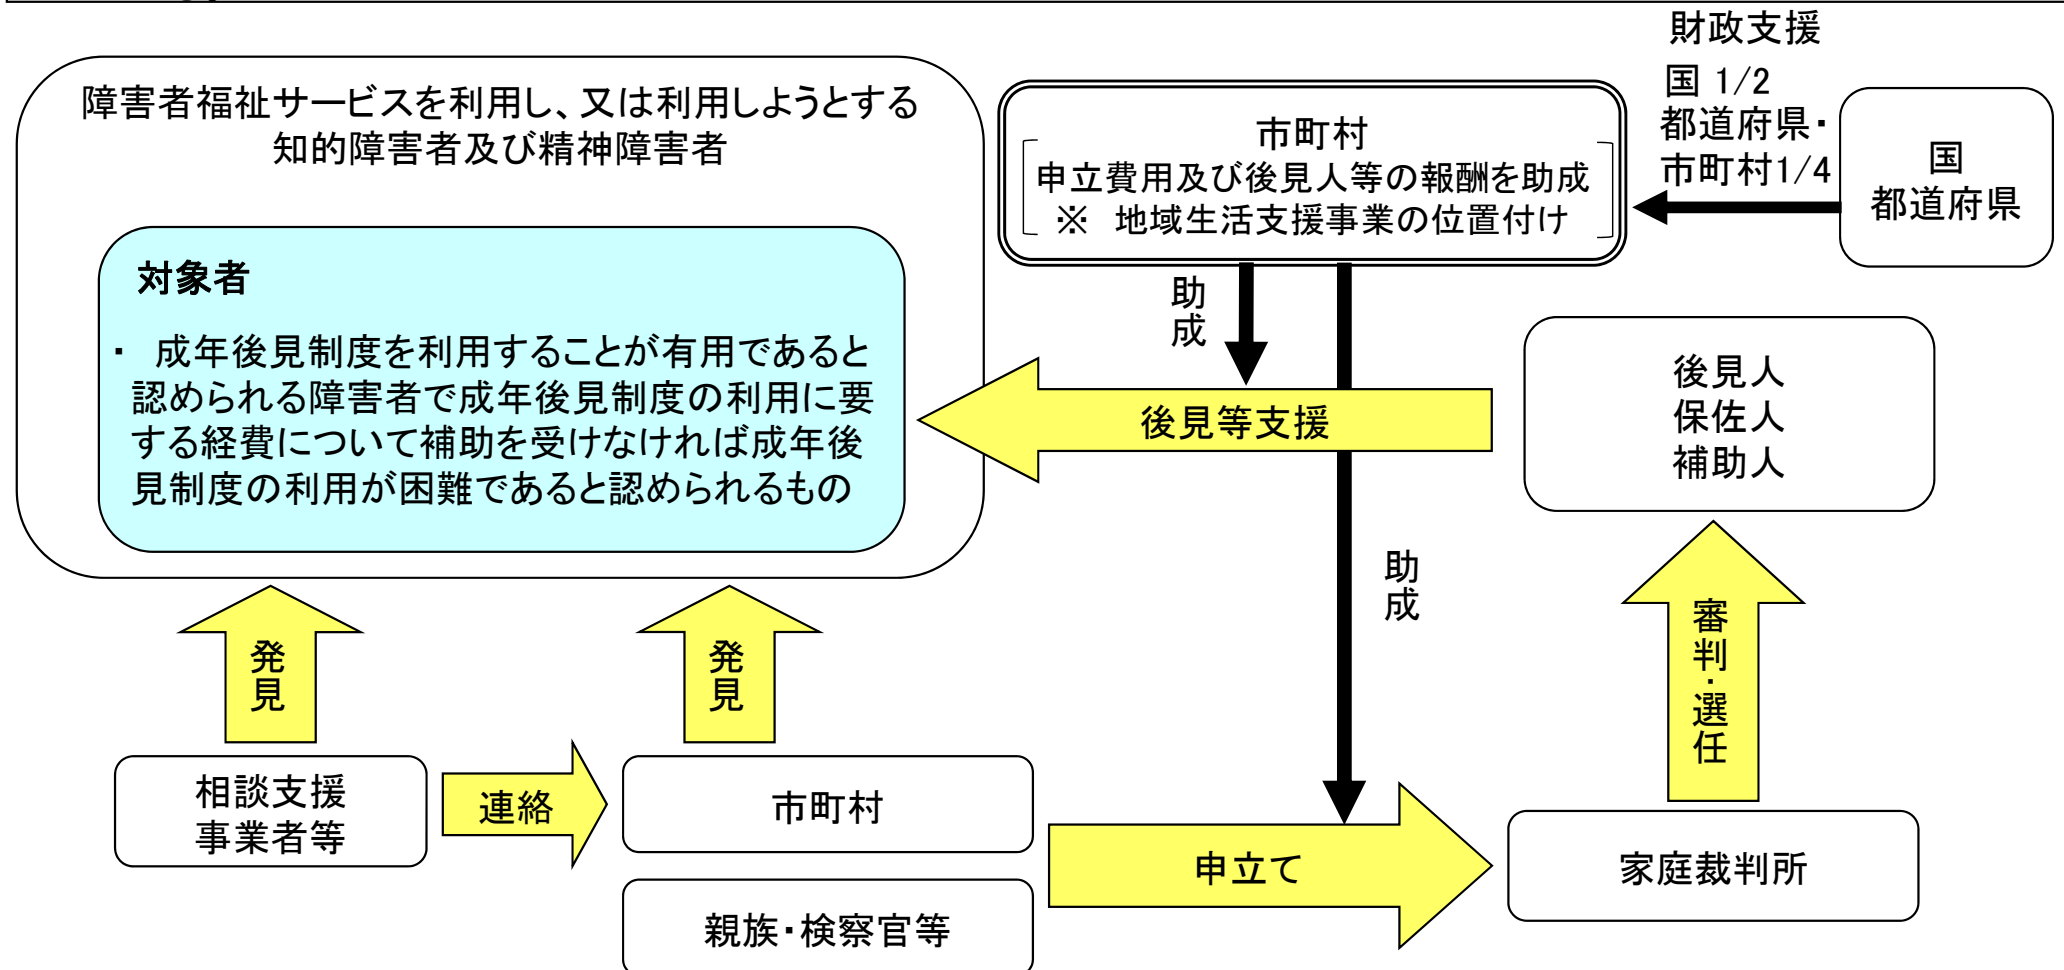 財政支援
国 1/2
都道府県・
市町村1/4
国
都道府県
市町村
申立費用及び後見人等の報酬を助成
※ 地域生活支援事業の位置付け
障害者福祉サービスを利用し、又は利用しようとする
知的障害者及び精神障害者
対象者
・ 成年後見制度を利用することが有用であると
認められる障害者で成年後見制度の利用に要
する経費について補助を受けなければ成年後
見制度の利用が困難であると認められるもの
助成
後見等支援
後見人
保佐人
補助人
助成
審判・選任
発見
発見
相談支援
事業者等
連絡
市町村
親族・検察官等
申立て
家庭裁判所